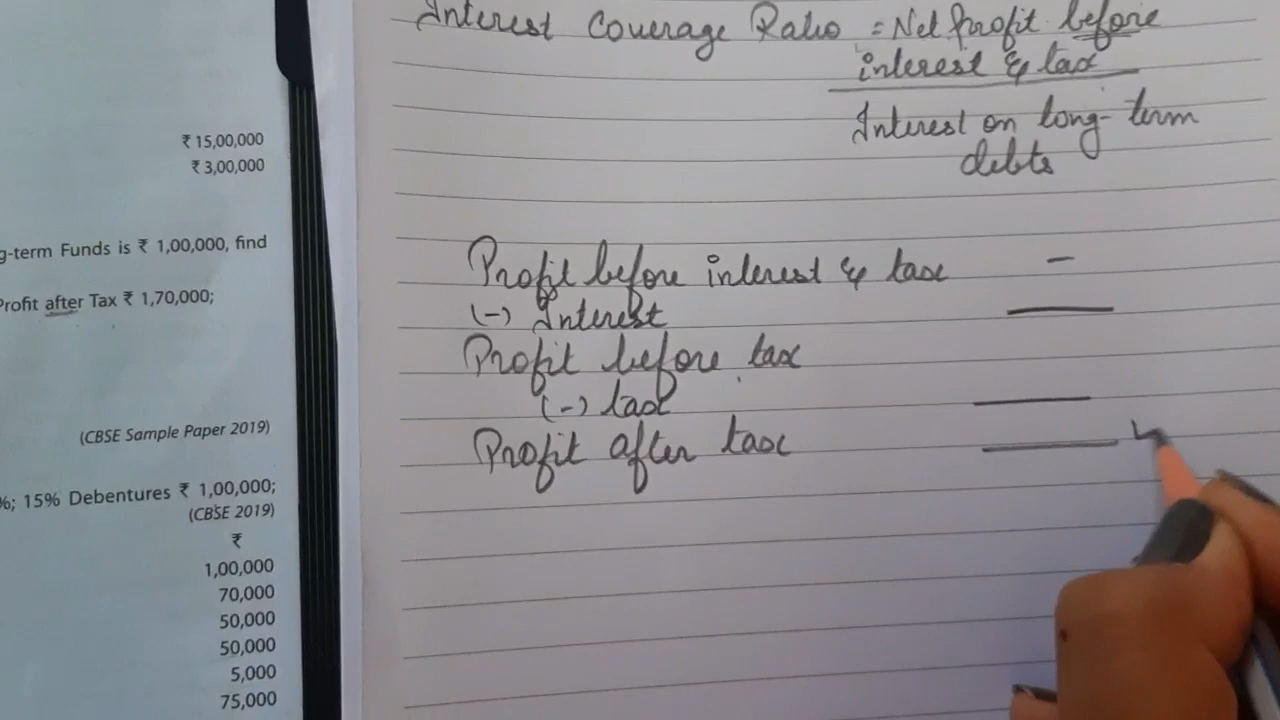 ₹ 15,00,000
₹ 3,00,000
g-term Funds is ₹ 1,00,000, find
Profit after Tax ₹ 1,70,000;
(CBSE Sample Paper 2019)
%; 15% Debentures ₹ 1,00,000;
(CBSE 2019)
₹
1,00,000
70,000
50,000
50,000
5,000
75,000
Interest Coverage Ratio = Net Profit before
interest & tax
Interest on long-term
debts
Profit before interest & tax —
(-) Interest
Profit before tax
(-) tax
Profit after tax